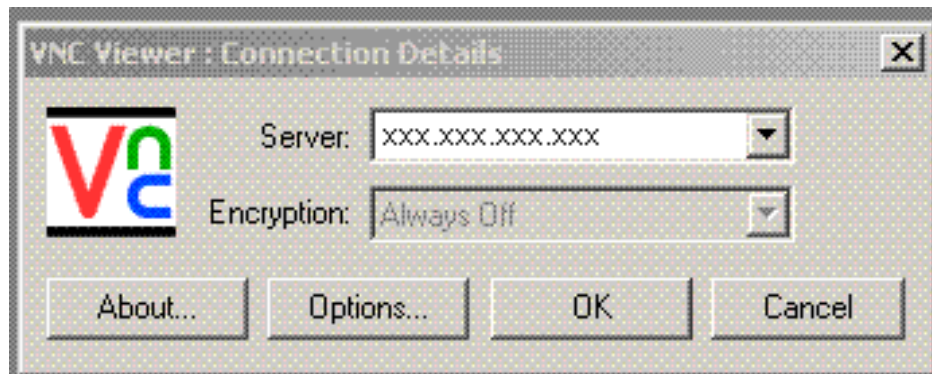 VNC Viewer : Connection Details
Vnc
Server: xxx.xxx.xxx.xxx
Encryption: Always Off
About... Options... OK Cancel